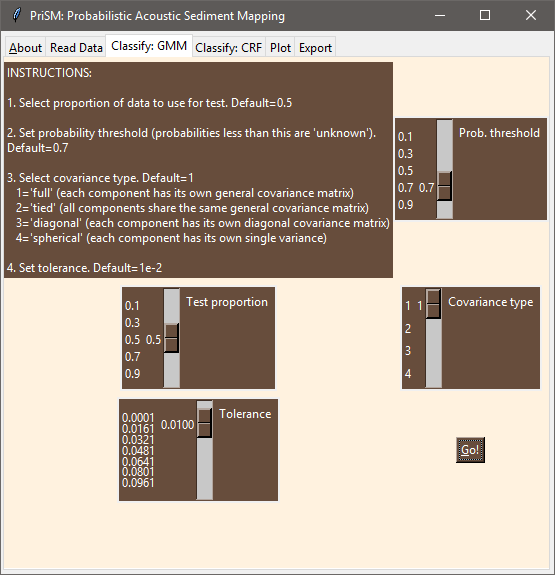 PriSM: Probabilistic Acoustic Sediment Mapping
About Read Data Classify: GMM Classify: CRF Plot Export
INSTRUCTIONS:
1. Select proportion of data to use for test. Default=0.5
2. Set probability threshold (probabilities less than this are 'unknown').
Default=0.7
3. Select covariance type. Default=1
1='full' (each component has its own general covariance matrix)
2='tied' (all components share the same general covariance matrix)
3='diagonal' (each component has its own diagonal covariance matrix)
4='spherical' (each component has its own single variance)
4. Set tolerance. Default=1e-2
Prob. threshold
0.1
0.3
0.5
0.7 0.7
0.9
Test proportion
0.1
0.3
0.5 0.5
0.7
0.9
Covariance type
1 1
2
3
4
Tolerance
0.0001
0.0161 0.0100
0.0321
0.0481
0.0641
0.0801
0.0961
Go!